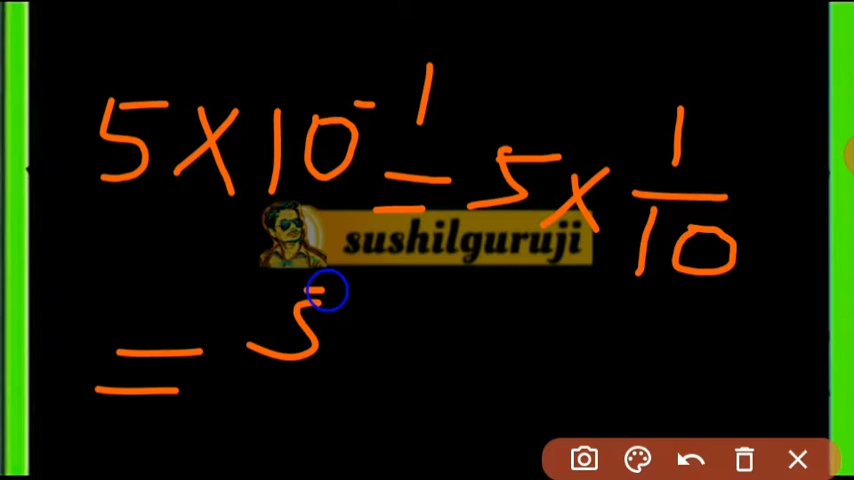 5 × 10⁻¹ = 5 × 1/10
sushilguruji
= 5